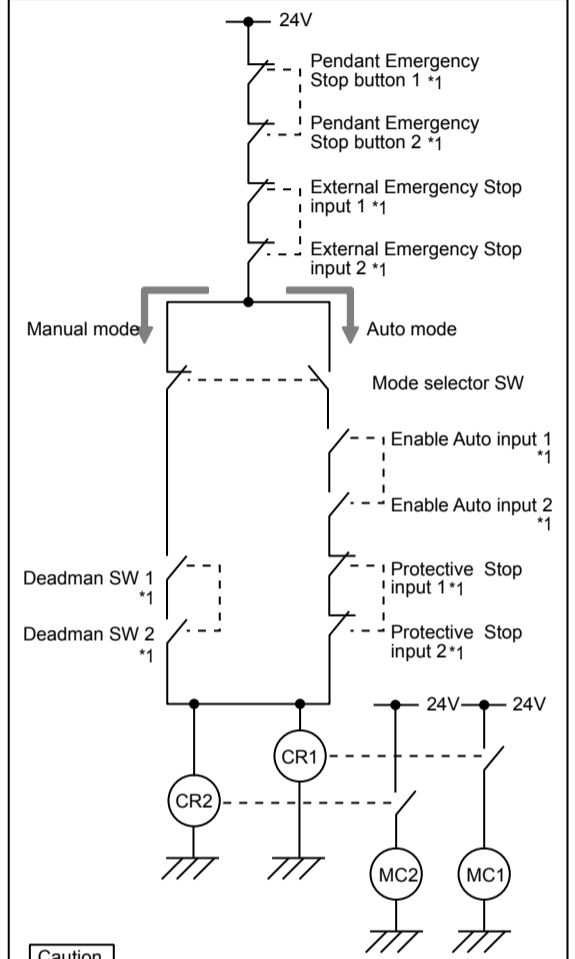 24V
Pendant Emergency
Stop button 1 *1
Pendant Emergency
Stop button 2 *1
External Emergency Stop
input 1 *1
External Emergency Stop
input 2 *1
Manual mode
Auto mode
Mode selector SW
Enable Auto input 1
*1
Enable Auto input 2
*1
Deadman SW 1
*1
Protective Stop
input 1 *1
Deadman SW 2
*1
Protective Stop
input 2 *1
24V
24V
CR1
CR2
MC2
MC1
Caution